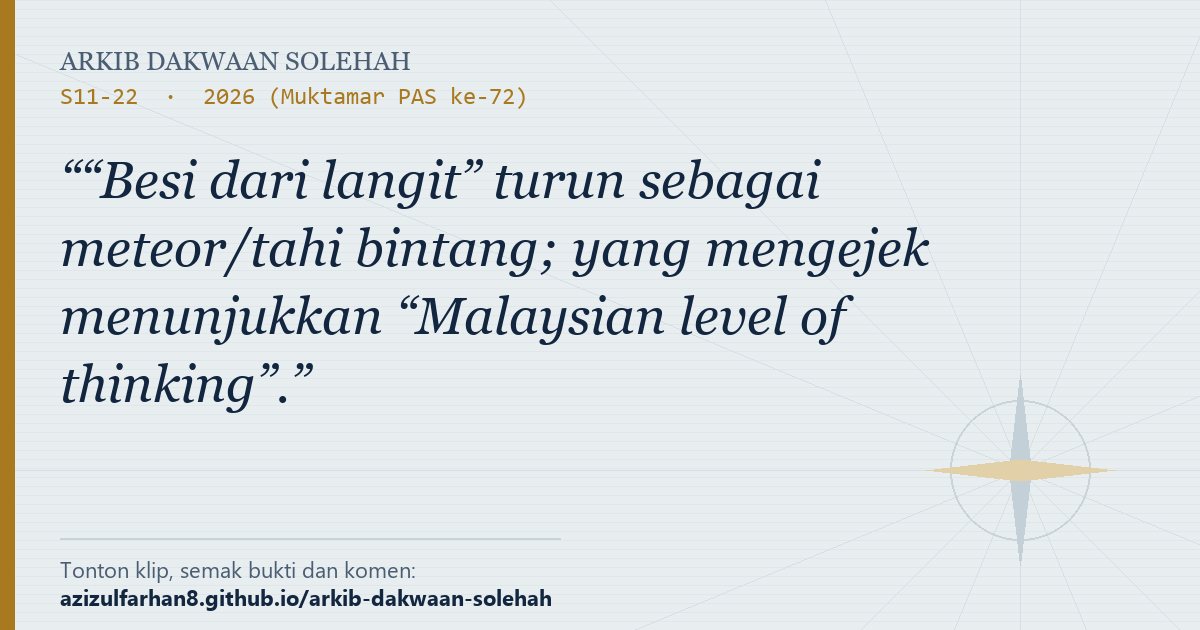 ARKIB DAKWAAN SOLEHAH
S11-22 · 2026 (Muktamar PAS ke-72)
““Besi dari langit” turun sebagai
meteor/tahi bintang; yang mengejek
menunjukkan “Malaysian level of
thinking”.”
Tonton klip, semak bukti dan komen:
azizulfarhan8.github.io/arkib-dakwaan-solehah